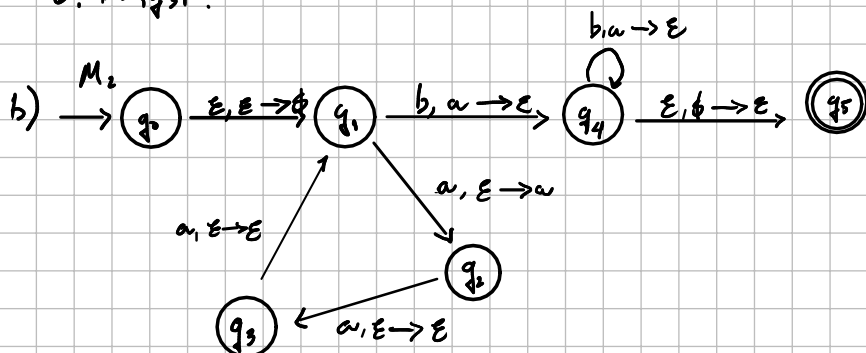 b, a → ε
b) M₂ q₀ ε, ε → ϕ q₁ b, a → ε q₄ ε, ϕ → ε q₅
a, ε → a
a, ε → ε
q₂
q₃ a, ε → ε